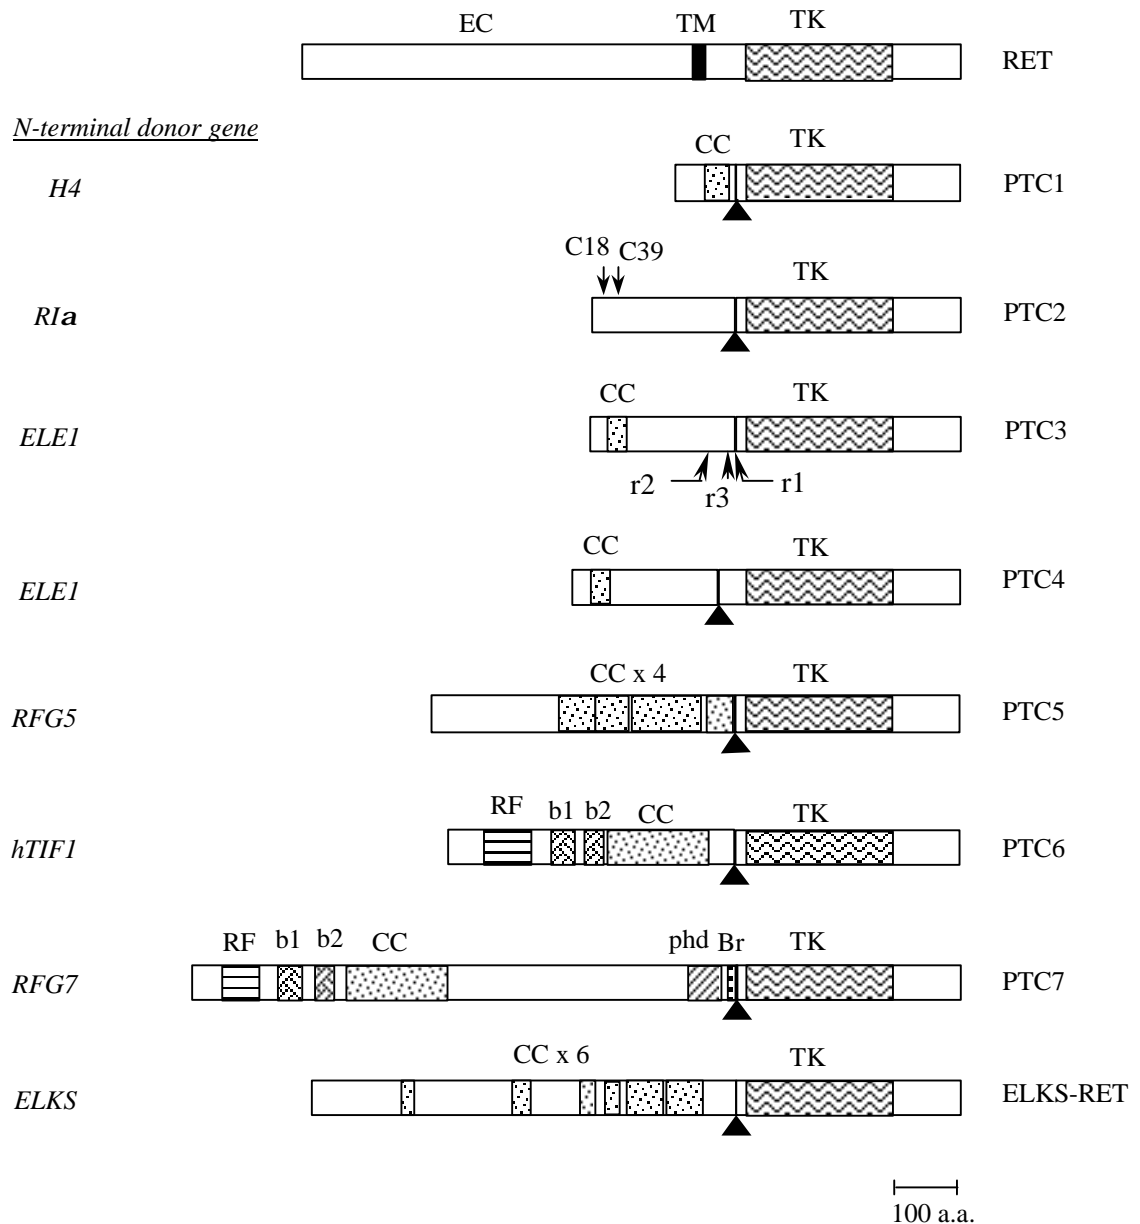 EC TM TK
RET
N-terminal donor gene
CC TK
H4 PTC1
C18 C39 TK
RIa PTC2
CC TK
ELE1 PTC3
r2 r3 r1
CC TK
ELE1 PTC4
CC x 4 TK
RFG5 PTC5
RF b1 b2 CC TK
hTIF1 PTC6
RF b1 b2 CC phd Br TK
RFG7 PTC7
CC x 6 TK
ELKS ELKS-RET
100 a.a.